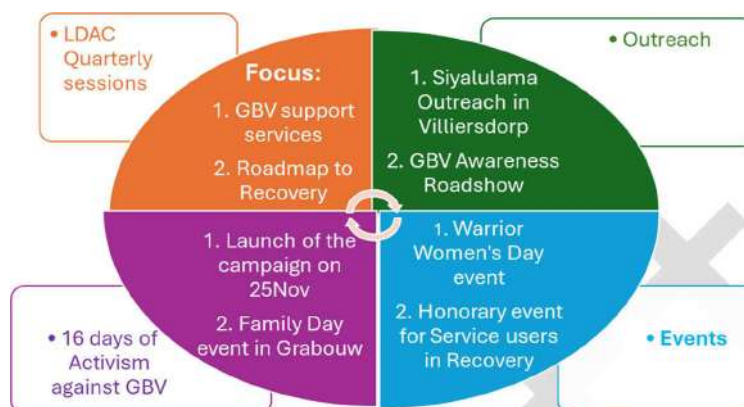 • LDAC
Quarterly
sessions
Focus:
1. GBV support
services
2. Roadmap to
Recovery
1. Siyalulama
Outreach in
Villiersdorp
2. GBV Awareness
Roadshow
• Outreach
• 16 days of
Activism
against GBV
1. Launch of the
campaign on
25Nov
2. Family Day
event in Grabouw
1. Warrior
Women's Day
event
2. Honorary event
for Service users
in Recovery
• Events